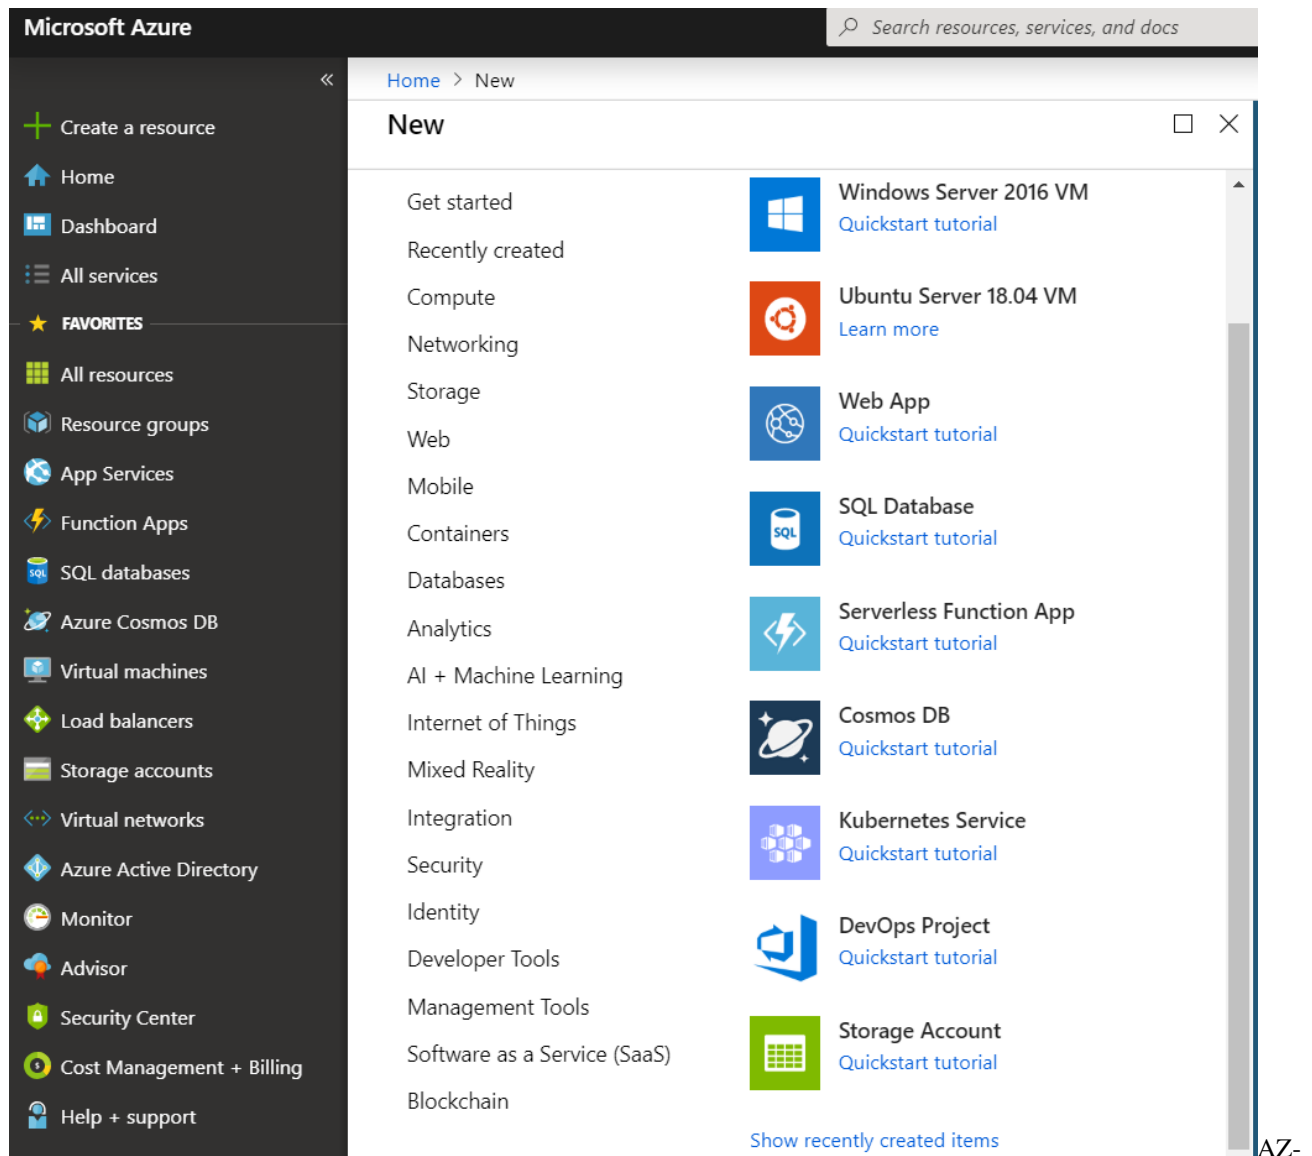 Microsoft Azure
Search resources, services, and docs
«
Home > New
Create a resource
Home
Dashboard
All services
FAVORITES
All resources
Resource groups
App Services
Function Apps
SQL databases
Azure Cosmos DB
Virtual machines
Load balancers
Storage accounts
Virtual networks
Azure Active Directory
Monitor
Advisor
Security Center
Cost Management + Billing
Help + support
New
Get started
Recently created
Compute
Networking
Storage
Web
Mobile
Containers
Databases
Analytics
AI + Machine Learning
Internet of Things
Mixed Reality
Integration
Security
Identity
Developer Tools
Management Tools
Software as a Service (SaaS)
Blockchain
Windows Server 2016 VM
Quickstart tutorial
Ubuntu Server 18.04 VM
Learn more
Web App
Quickstart tutorial
SQL
SQL Database
Quickstart tutorial
Serverless Function App
Quickstart tutorial
Cosmos DB
Quickstart tutorial
Kubernetes Service
Quickstart tutorial
DevOps Project
Quickstart tutorial
Storage Account
Quickstart tutorial
Show recently created items
AZ-